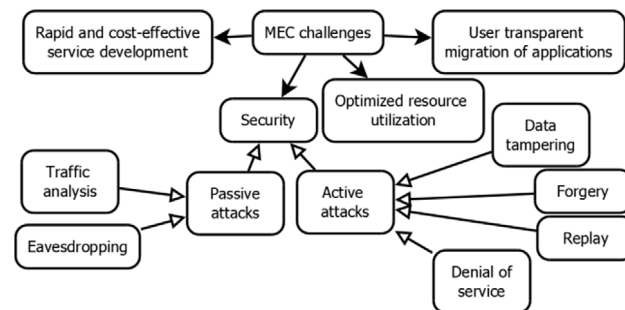 Rapid and cost-effective
service development
MEC challenges
User transparent
migration of applications
Security
Optimized resource
utilization
Data
tampering
Traffic
analysis
Passive
attacks
Active
attacks
Forgery
Eavesdropping
Replay
Denial of
service